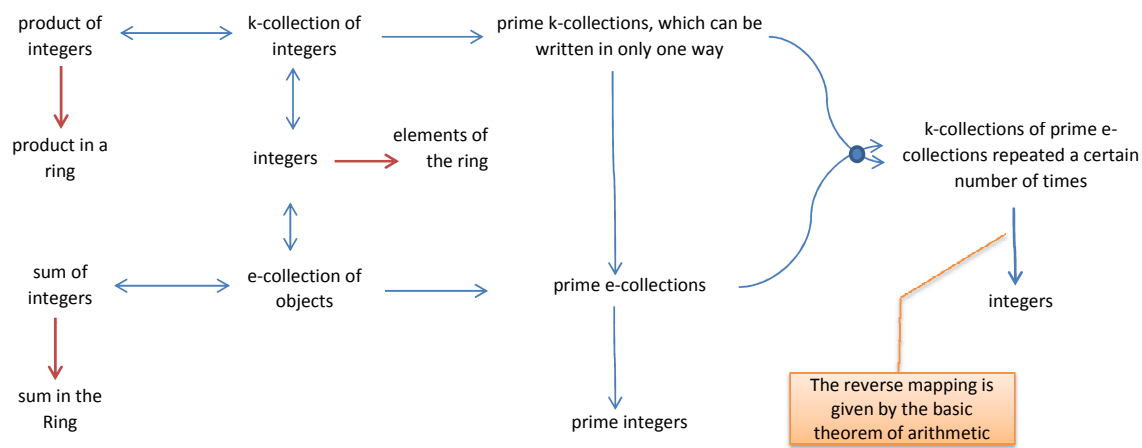 product of
integers
k-collection of
integers
prime k-collections, which can be
written in only one way
product in a
ring
integers
elements of
the ring
k-collections of prime e-
collections repeated a certain
number of times
sum of
integers
e-collection of
objects
prime e-collections
integers
sum in the
Ring
prime integers
The reverse mapping is
given by the basic
theorem of arithmetic